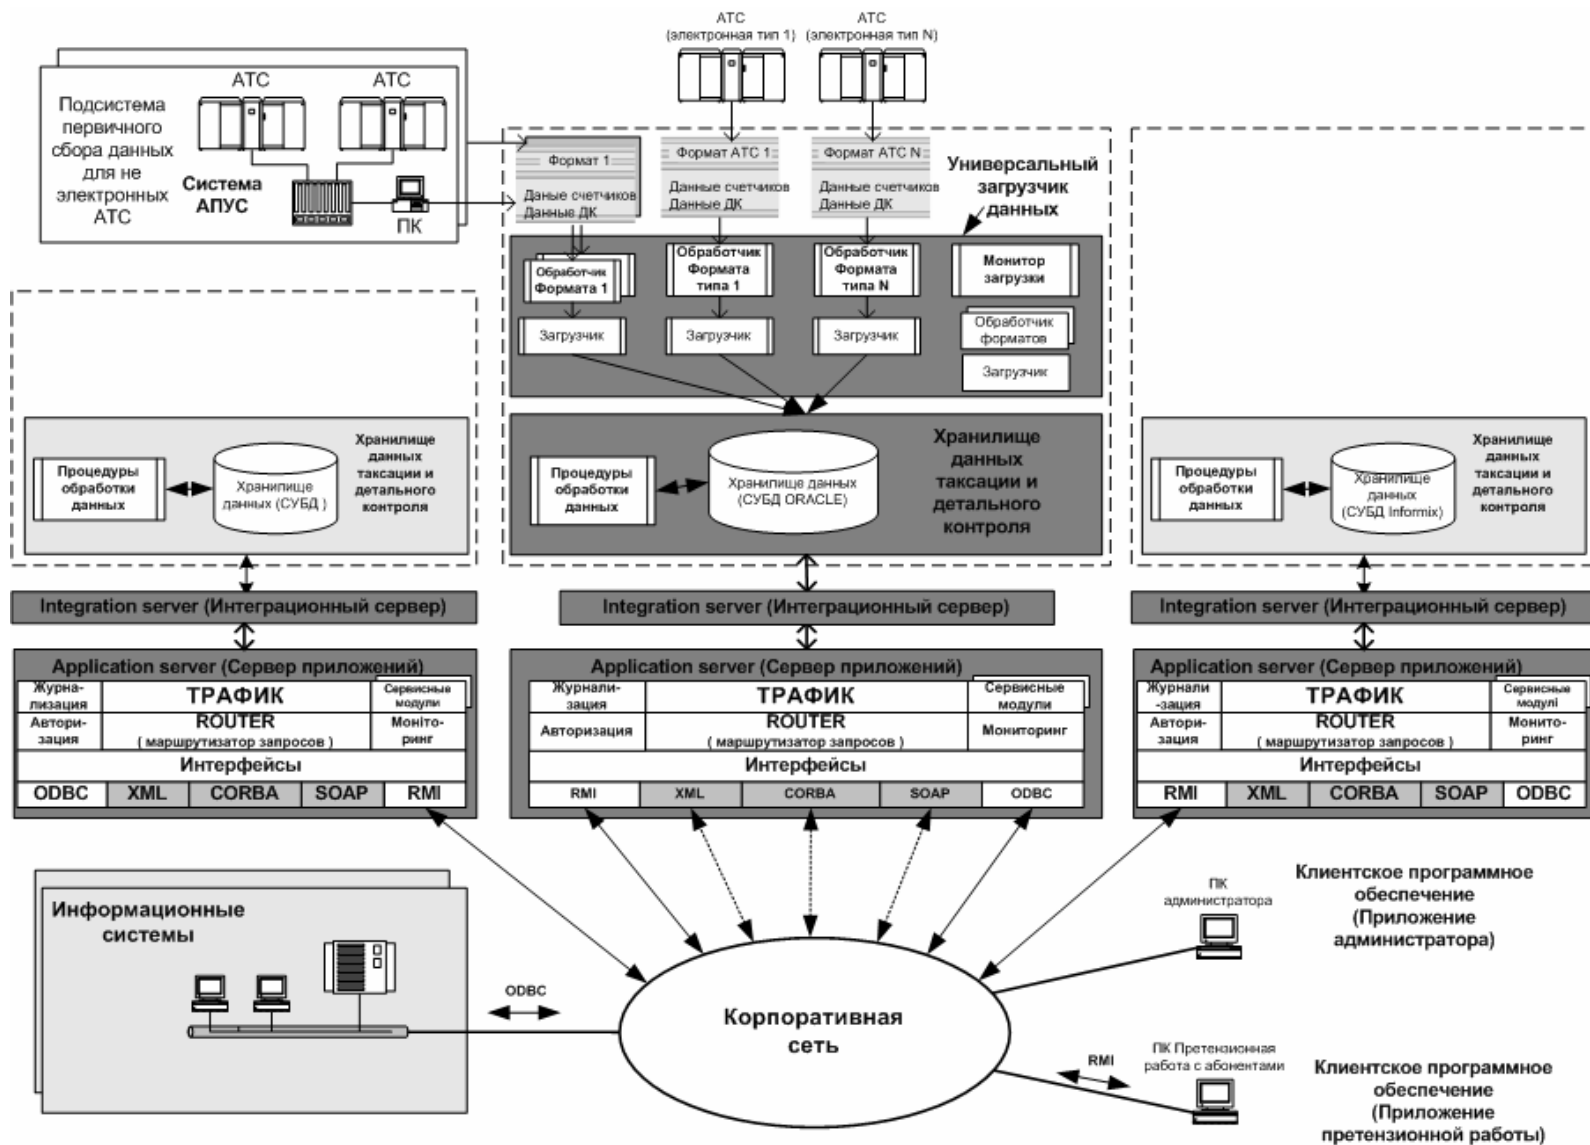 АТС
(электронная тип 1)
АТС
(электронная тип N)
Подсистема
первичного
сбора данных
для не
электронных
АТС
АТС
АТС
Система
АПУС
ПК
Формат 1
Даные счетчиков
Данные ДК
Формат АТС 1
Данные счетчиков
Данные ДК
Формат АТС N
Данные счетчиков
Данные ДК
Универсальный
загрузчик
данных
Обработчик
Формата 1
Обработчик
Формата
типа 1
Обработчик
Формата
типа N
Монитор
загрузки
Загрузчик
Загрузчик
Загрузчик
Обработчик
форматов
Загрузчик
Процедуры
обработки
данных
Хранилище
данных (СУБД )
Хранилище
данных
таксации и
детального
контроля
Процедуры
обработки
данных
Хранилище данных
(СУБД ORACLE)
Хранилище
данных
таксации и
детального
контроля
Процедуры
обработки
данных
Хранилище
данных
(СУБД Informix)
Хранилище
данных
таксации и
детального
контроля
Integration server (Интеграционный сервер)
Integration server (Интеграционный сервер)
Integration server (Интеграционный сервер)
Application server (Сервер приложений)
Журна-
лизация
ТРАФИК
Сервисные
модули
Автори-
зация
ROUTER
( маршрутизатор запросов )
Моніто-
ринг
Интерфейсы
ODBC XML CORBA SOAP RMI
Application server (Сервер приложений)
Журнали-
зация
ТРАФИК
Сервисные
модули
Авторизация
ROUTER
( маршрутизатор запросов )
Мониторинг
Интерфейсы
RMI XML CORBA SOAP ODBC
Application server (Сервер приложений)
Журнали
-зация
ТРАФИК
Сервисные
модулі
Автори-
зация
ROUTER
( маршрутизатор запросов )
Монито-
ринг
Интерфейсы
RMI XML CORBA SOAP ODBC
Информационные
системы
ODBC
Корпоративная
сеть
ПК
администратора
Клиентское программное
обеспечение
(Приложение
администратора)
RMI
ПК Претензионная
работа с абонентами
Клиентское программное
обеспечение
(Приложение
претензионной работы)